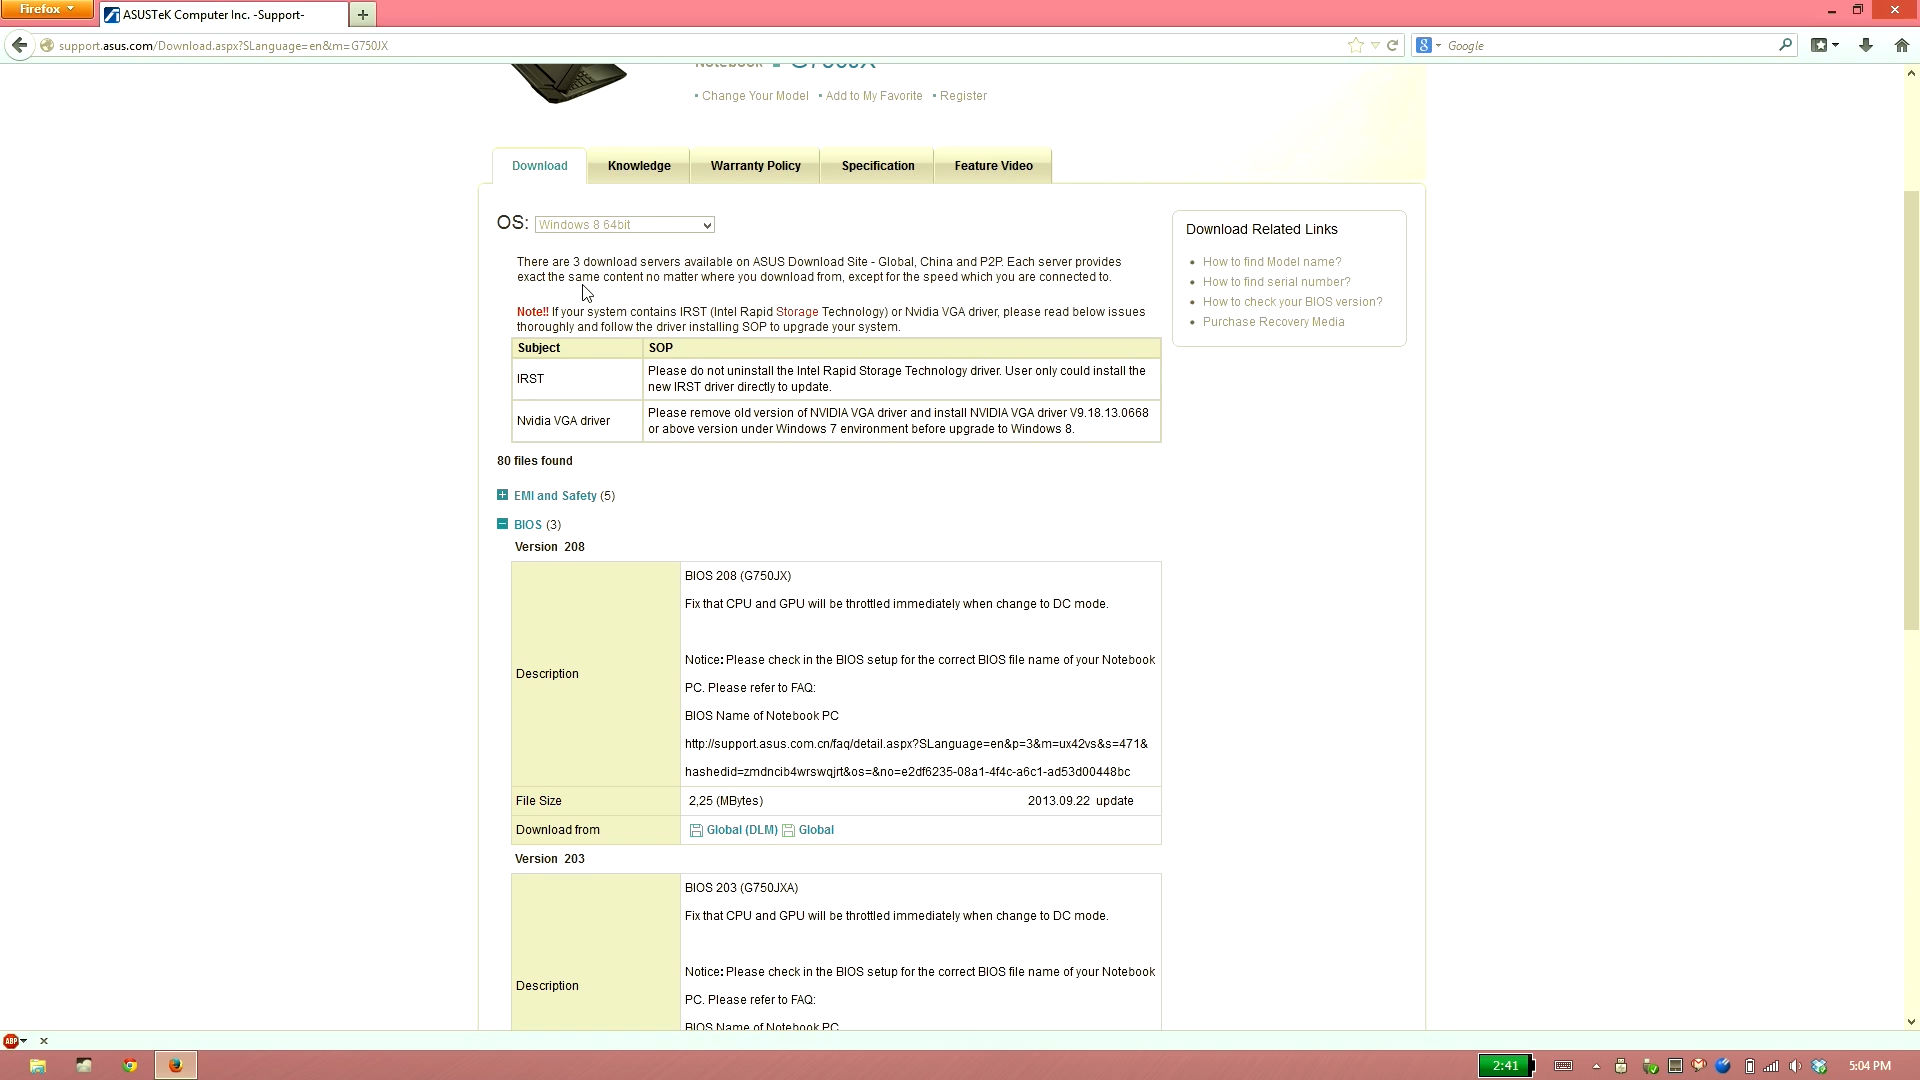 Firefox
ASUSTeK Computer Inc. -Support-
support.asus.com/Download.aspx?SLanguage=en&m=G750JX
Google
Notebook G750JX
Change Your Model Add to My Favorite Register
Download Knowledge Warranty Policy Specification Feature Video
OS: Windows 8 64bit
There are 3 download servers available on ASUS Download Site - Global, China and P2P. Each server provides
exact the same content no matter where you download from, except for the speed which you are connected to.
Note!! If your system contains IRST (Intel Rapid Storage Technology) or Nvidia VGA driver, please read below issues
thoroughly and follow the driver installing SOP to upgrade your system.
Subject SOP
IRST
Please do not uninstall the Intel Rapid Storage Technology driver. User only could install the
new IRST driver directly to update.
Nvidia VGA driver
Please remove old version of NVIDIA VGA driver and install NVIDIA VGA driver V9.18.13.0668
or above version under Windows 7 environment before upgrade to Windows 8.
80 files found
EMI and Safety (5)
BIOS (3)
Version 208
Description
BIOS 208 (G750JX)
Fix that CPU and GPU will be throttled immediately when change to DC mode.
Notice: Please check in the BIOS setup for the correct BIOS file name of your Notebook
PC. Please refer to FAQ:
BIOS Name of Notebook PC
http://support.asus.com.cn/faq/detail.aspx?SLanguage=en&p=3&m=ux42vs&s=471&
hashedid=zmdncib4wrswqjrt&os=&no=e2df6235-08a1-4f4c-a6c1-ad53d00448bc
File Size 2,25 (MBytes) 2013.09.22 update
Download from Global (DLM) Global
Version 203
Description
BIOS 203 (G750JXA)
Fix that CPU and GPU will be throttled immediately when change to DC mode.
Notice: Please check in the BIOS setup for the correct BIOS file name of your Notebook
PC. Please refer to FAQ:
BIOS Name of Notebook PC
Download Related Links
How to find Model name?
How to find serial number?
How to check your BIOS version?
Purchase Recovery Media
ABP
2:41
5:04 PM